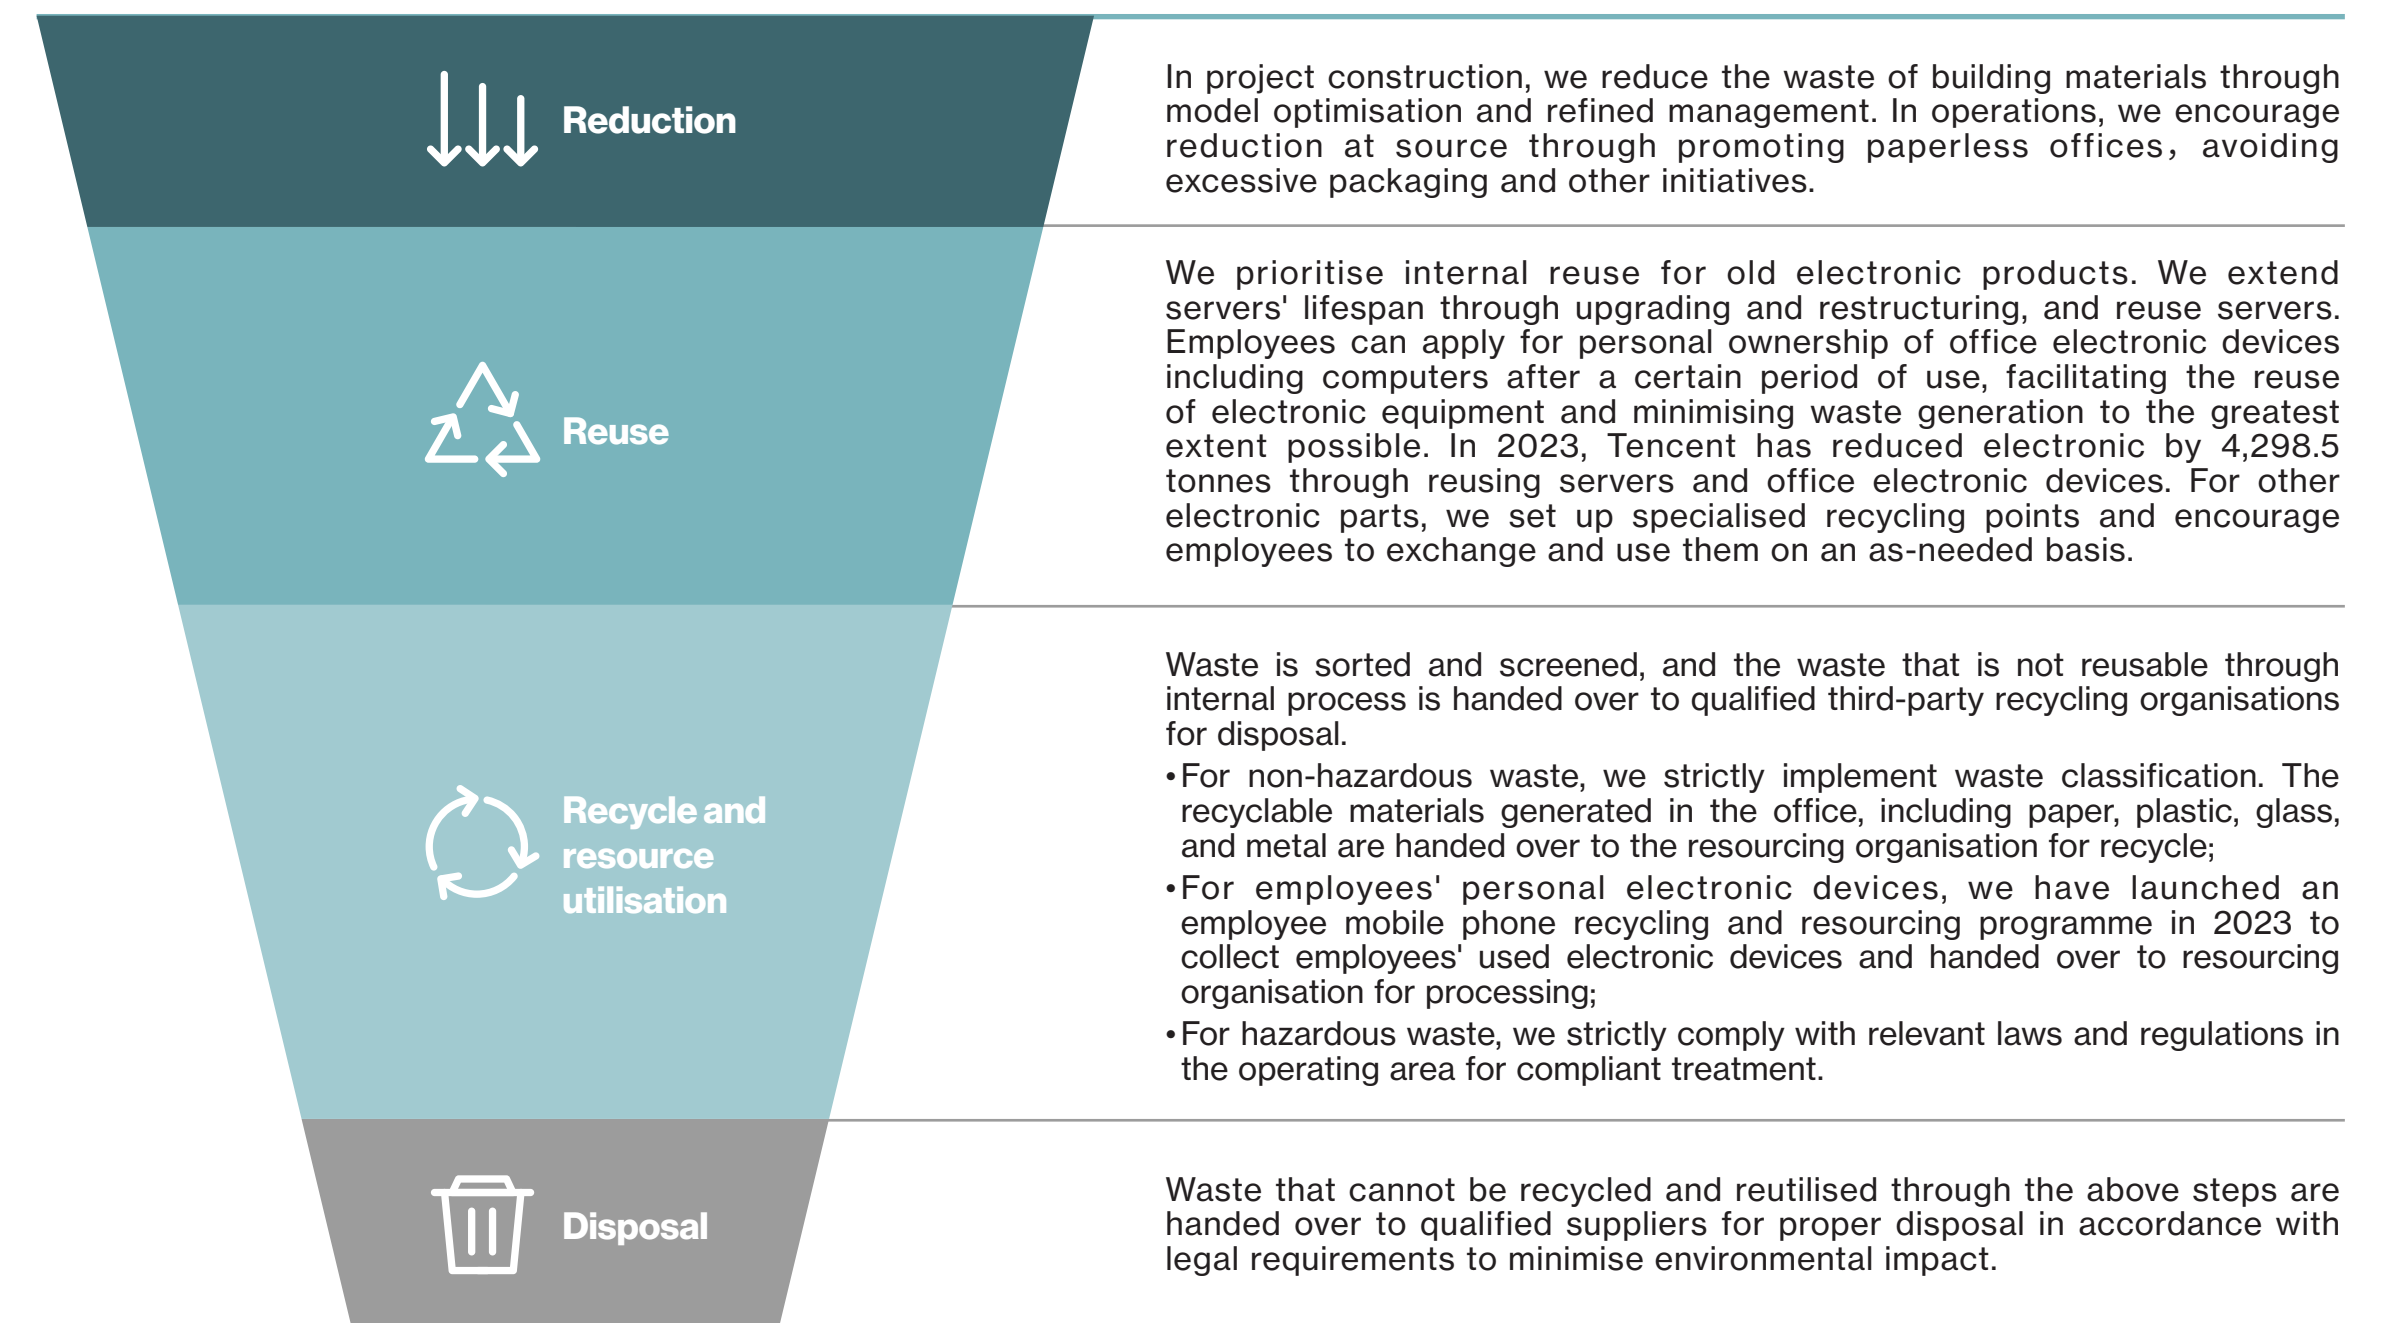 Reduction
In project construction, we reduce the waste of building materials through
model optimisation and refined management. In operations, we encourage
reduction at source through promoting paperless offices，avoiding
excessive packaging and other initiatives.
Reuse
We prioritise internal reuse for old electronic products. We extend
servers' lifespan through upgrading and restructuring, and reuse servers.
Employees can apply for personal ownership of office electronic devices
including computers after a certain period of use, facilitating the reuse
of electronic equipment and minimising waste generation to the greatest
extent possible. In 2023, Tencent has reduced electronic by 4,298.5
tonnes through reusing servers and office electronic devices. For other
electronic parts, we set up specialised recycling points and encourage
employees to exchange and use them on an as-needed basis.
Recycle and
resource
utilisation
Waste is sorted and screened, and the waste that is not reusable through
internal process is handed over to qualified third-party recycling organisations
for disposal.
•For non-hazardous waste, we strictly implement waste classification. The
recyclable materials generated in the office, including paper, plastic, glass,
and metal are handed over to the resourcing organisation for recycle;
•For employees' personal electronic devices, we have launched an
employee mobile phone recycling and resourcing programme in 2023 to
collect employees' used electronic devices and handed over to resourcing
organisation for processing;
•For hazardous waste, we strictly comply with relevant laws and regulations in
the operating area for compliant treatment.
Disposal
Waste that cannot be recycled and reutilised through the above steps are
handed over to qualified suppliers for proper disposal in accordance with
legal requirements to minimise environmental impact.